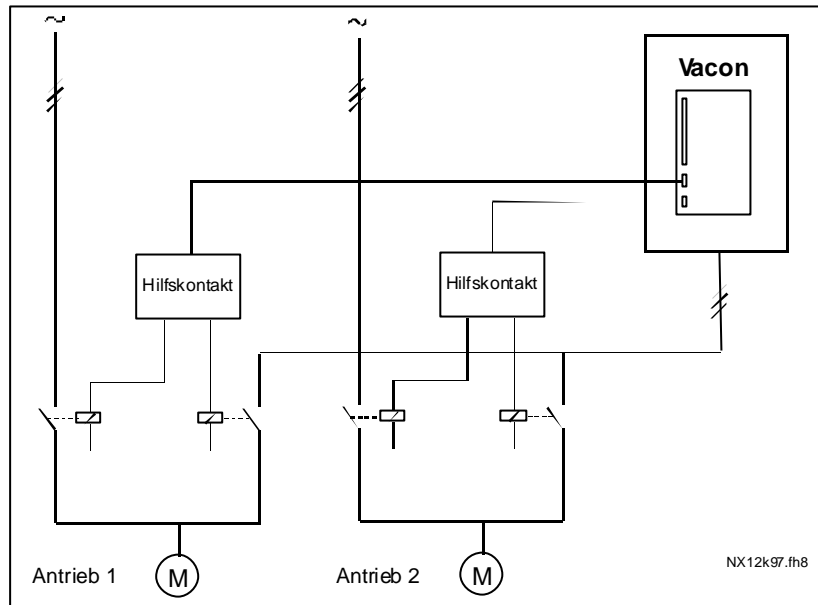 ~ ~
Vacon
Hilfskontakt
Hilfskontakt
Antrieb 1
M
Antrieb 2
M
NX12k97.fh8